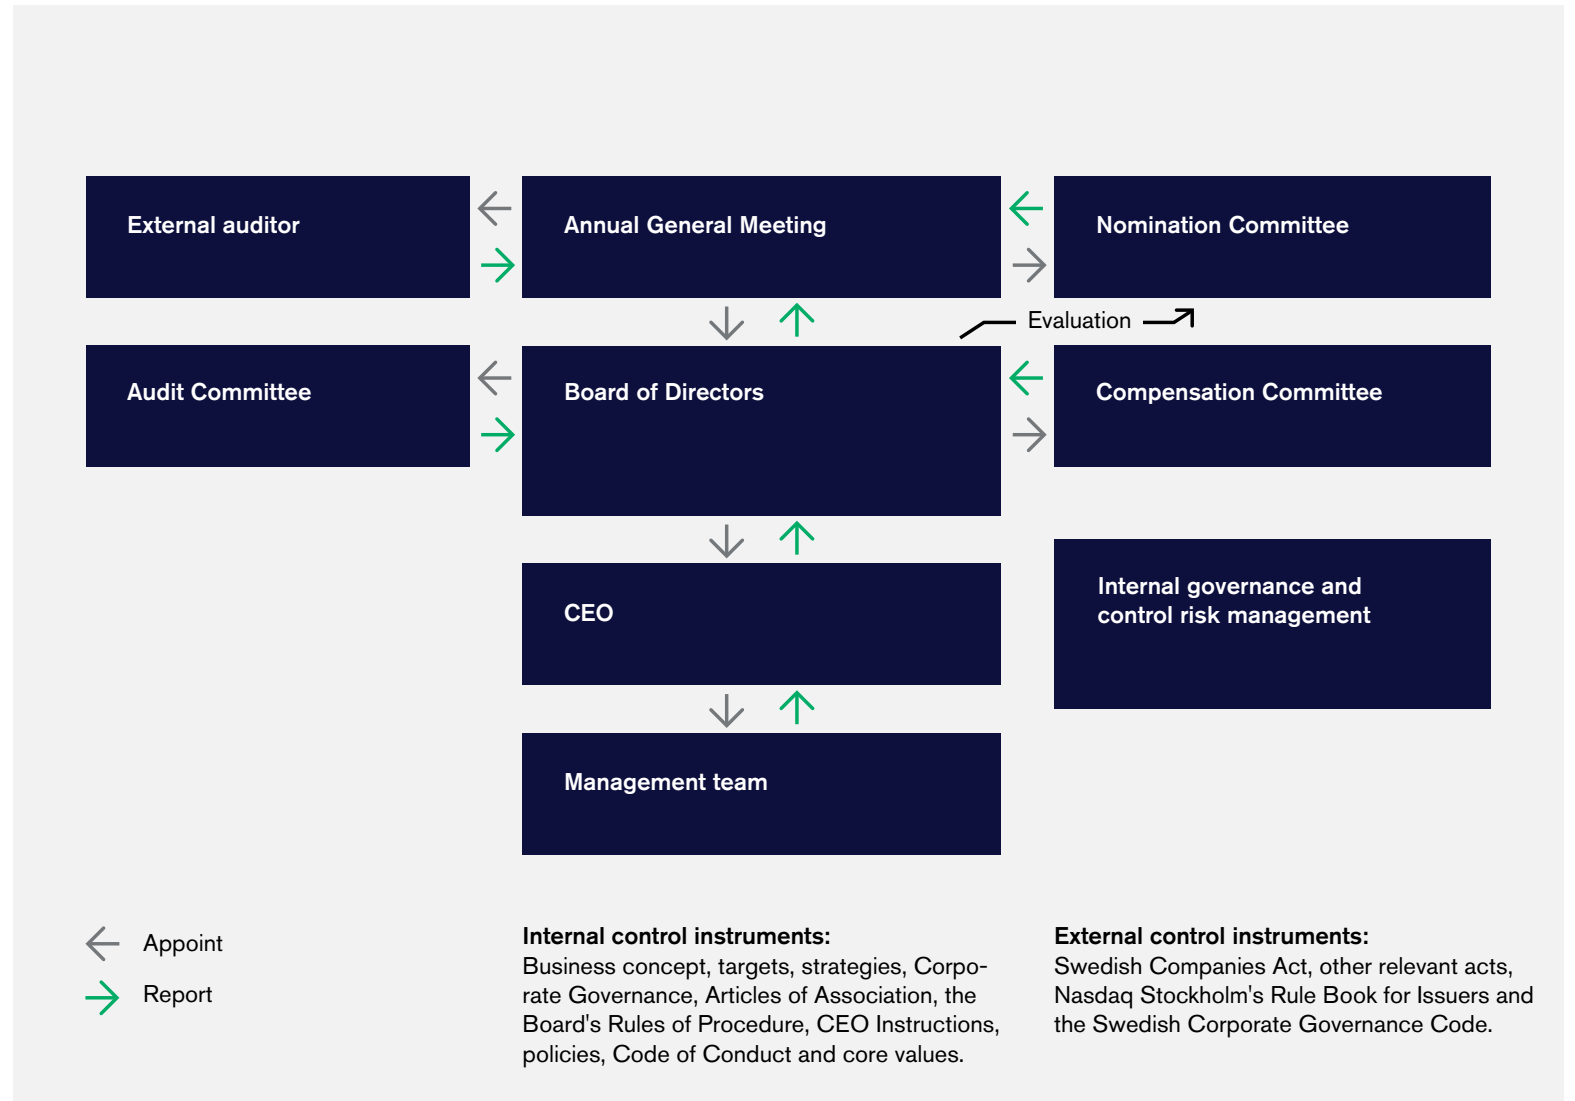 External auditor
Annual General Meeting
Nomination Committee
Evaluation
Audit Committee
Board of Directors
Compensation Committee
CEO
Internal governance and
control risk management
Management team
Appoint
Report
Internal control instruments:
Business concept, targets, strategies, Corpo-
rate Governance, Articles of Association, the
Board's Rules of Procedure, CEO Instructions,
policies, Code of Conduct and core values.
External control instruments:
Swedish Companies Act, other relevant acts,
Nasdaq Stockholm's Rule Book for Issuers and
the Swedish Corporate Governance Code.